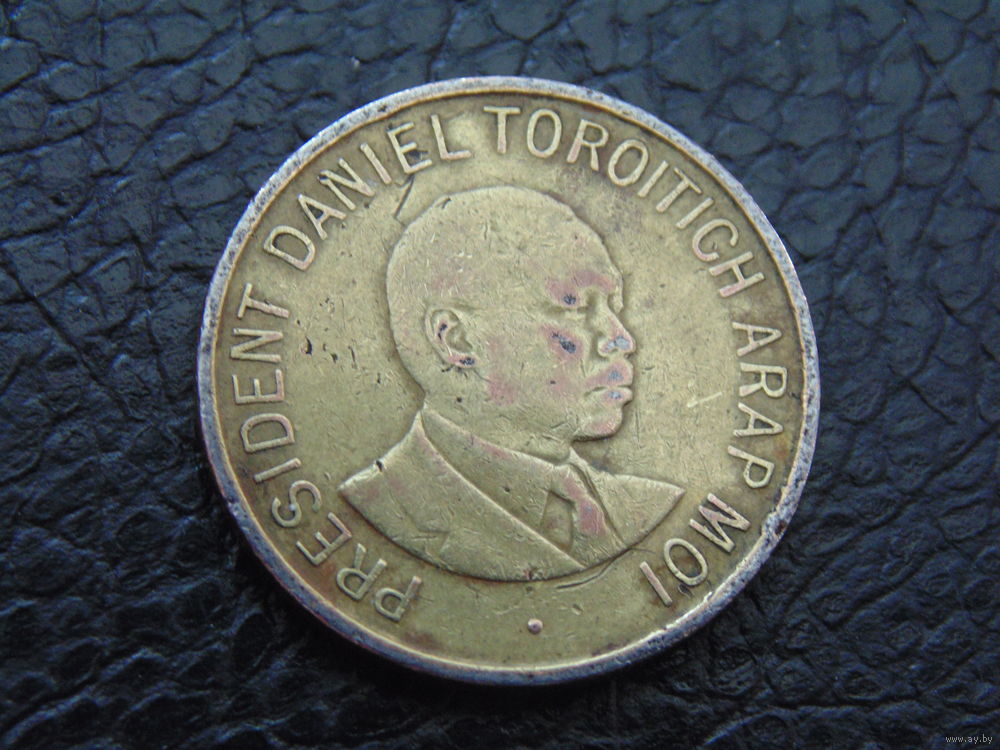 PRESIDENT DANIEL TOROITICH ARAP MOI
www.ay.by